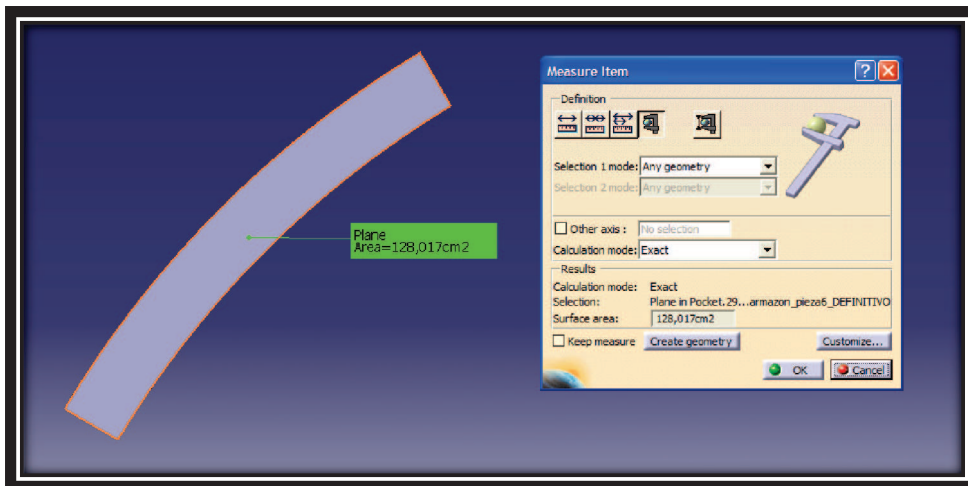 Plane
Area=128,017cm2
Measure Item
Definition
Selection 1 mode: Any geometry
Selection 2 mode: Any geometry
Other axis : No selection
Calculation mode: Exact
Results
Calculation mode: Exact
Selection: Plane in Pocket.29...armazon_pieza6_DEFINITIVO
Surface area: 128,017cm2
Keep measure Create geometry Customize...
OK Cancel